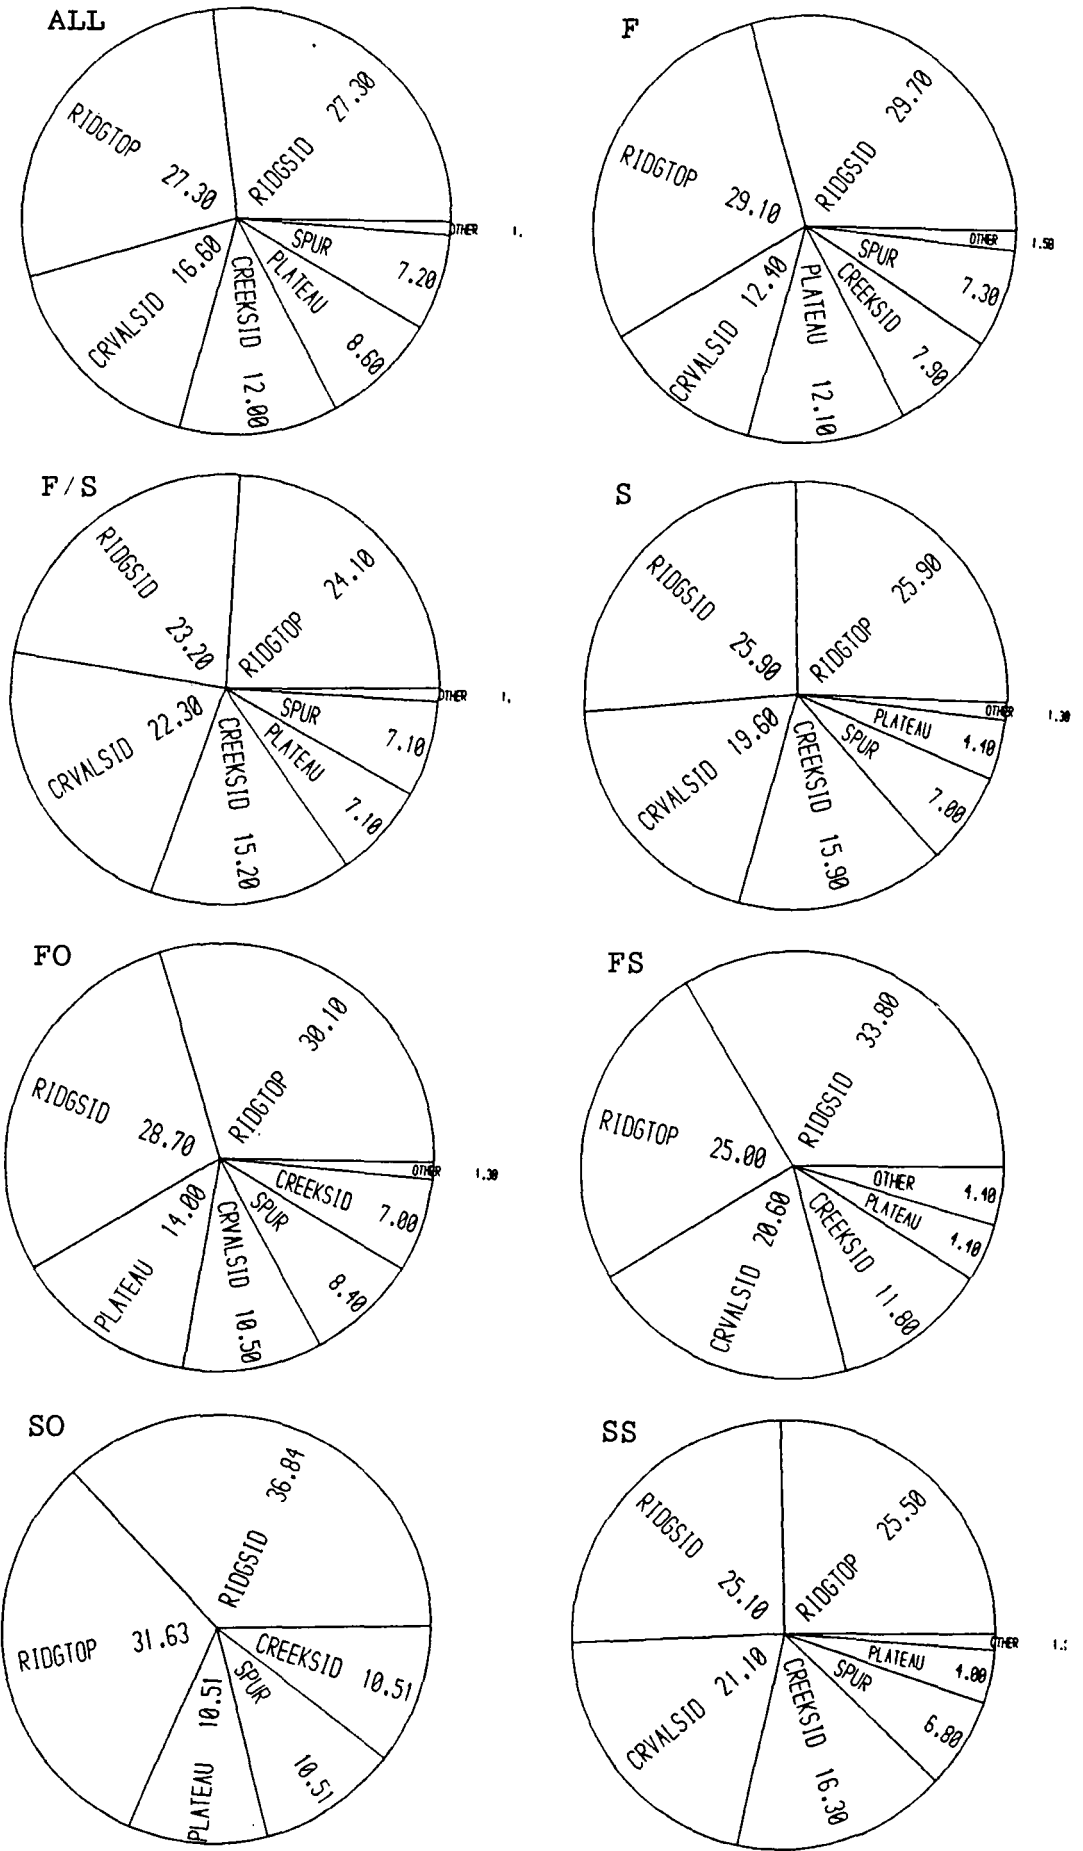 ALL
RIDGTOP 27.30
RIDGSID 27.30
CRVALSID 16.60
CREEKSID 12.00
PLATEAU 8.60
SPUR 7.20
OTHER 1.
F
RIDGTOP 29.10
RIDGSID 29.70
CRVALSID 12.40
PLATEAU 12.10
CREEKSID 7.90
SPUR 7.30
OTHER 1.50
F/S
RIDGSID 23.20
RIDGTOP 24.10
CRVALSID 22.30
CREEKSID 15.20
PLATEAU 7.10
SPUR 7.10
OTHER 1.
S
RIDGSID 25.90
RIDGTOP 25.90
CRVALSID 19.60
CREEKSID 15.90
SPUR 7.00
PLATEAU 4.40
OTHER 1.30
FO
RIDGSID 28.70
RIDGTOP 30.10
PLATEAU 14.00
CRVALSID 10.50
SPUR 8.40
CREEKSID 7.00
OTHER 1.30
FS
RIDGTOP 25.00
RIDGSID 33.80
CRVALSID 20.60
CREEKSID 11.80
PLATEAU 4.40
OTHER 4.40
SO
RIDGTOP 31.63
RIDGSID 36.84
PLATEAU 10.51
SPUR 10.51
CREEKSID 10.51
SS
RIDGSID 25.10
RIDGTOP 25.50
CRVALSID 21.10
CREEKSID 16.30
SPUR 6.80
PLATEAU 4.00
OTHER